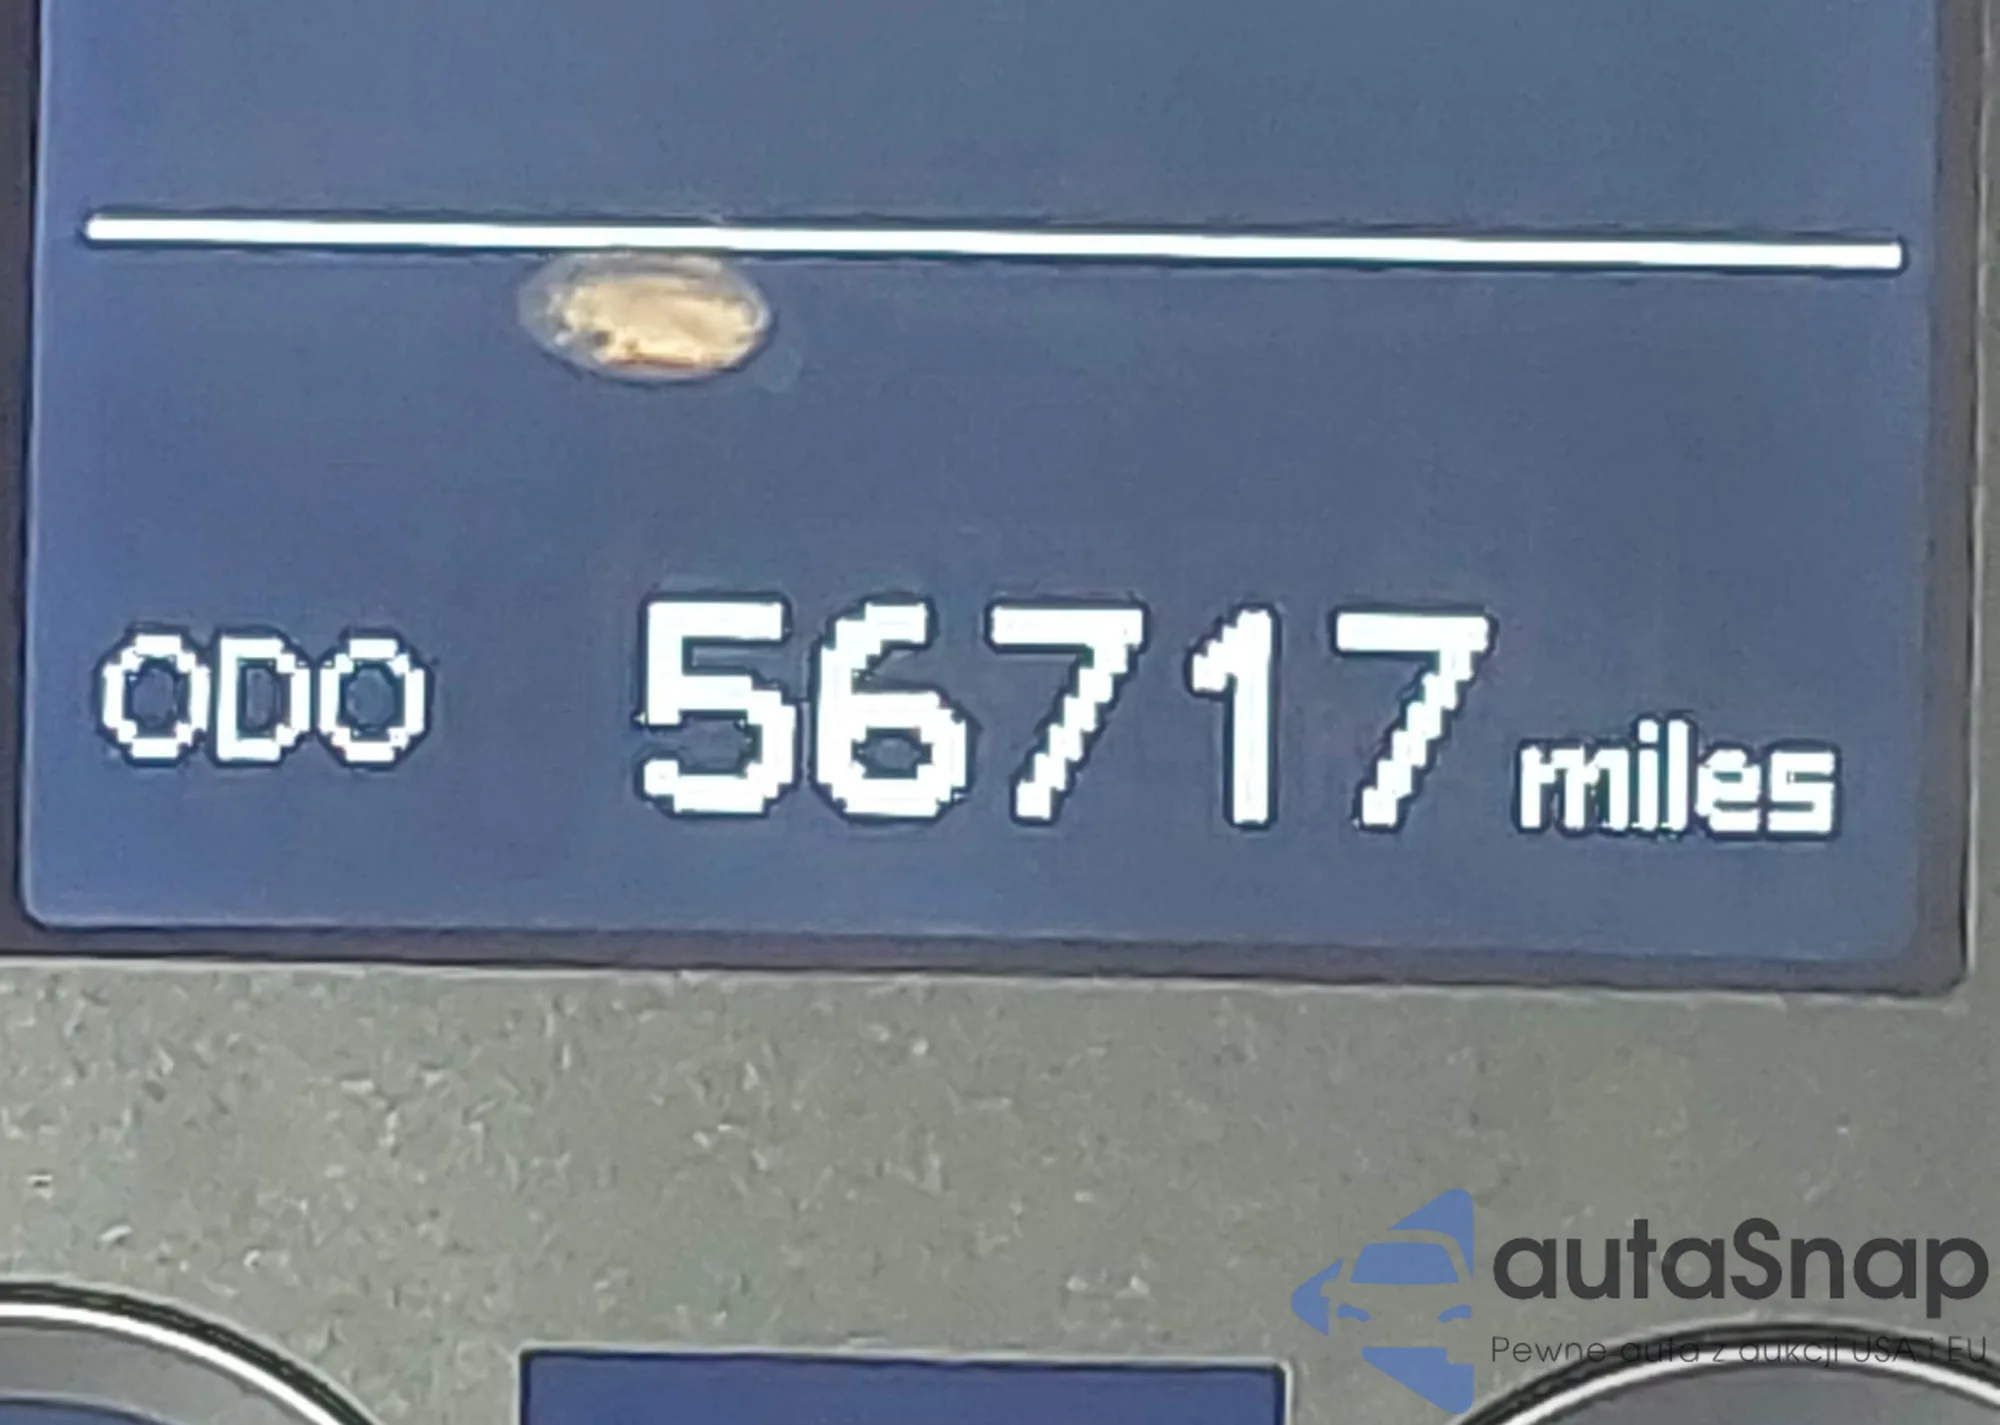 ODO 56717 miles
autaSnap
Pewne auta z aukcji USA i EU